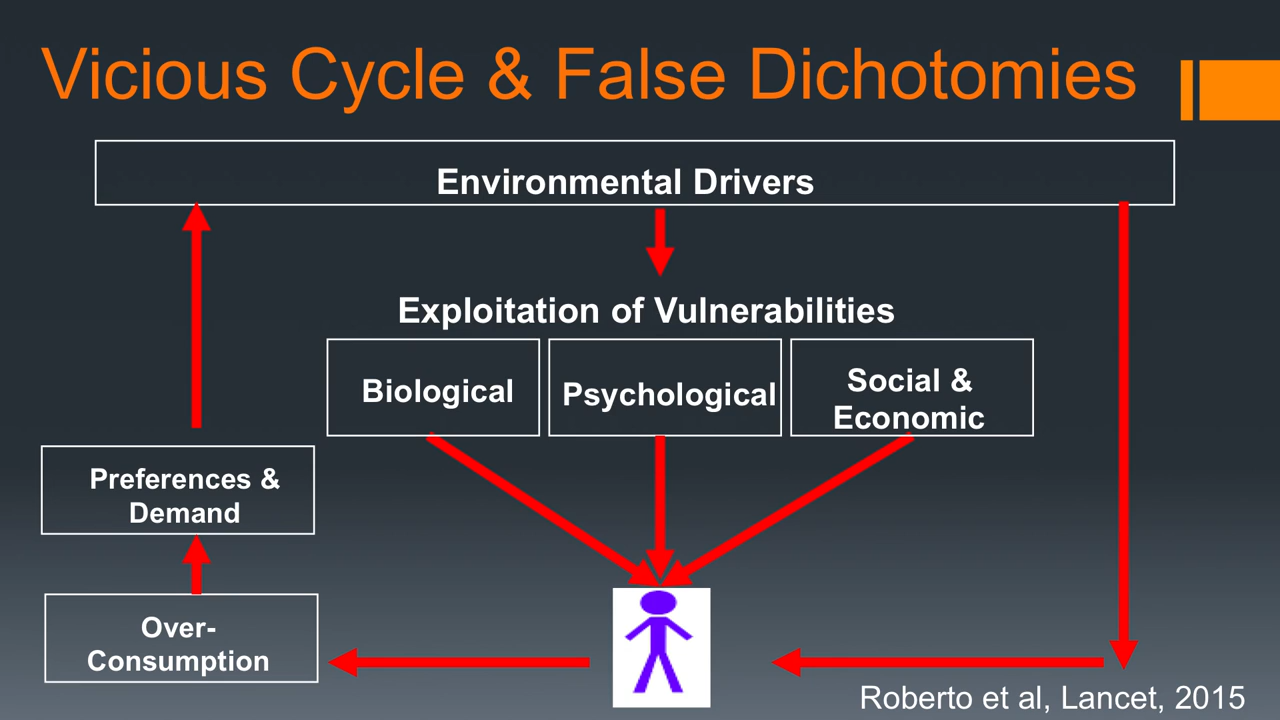 Vicious Cycle & False Dichotomies
Environmental Drivers
Exploitation of Vulnerabilities
Biological
Psychological
Social &
Economic
Preferences &
Demand
Over-
Consumption
Roberto et al, Lancet, 2015